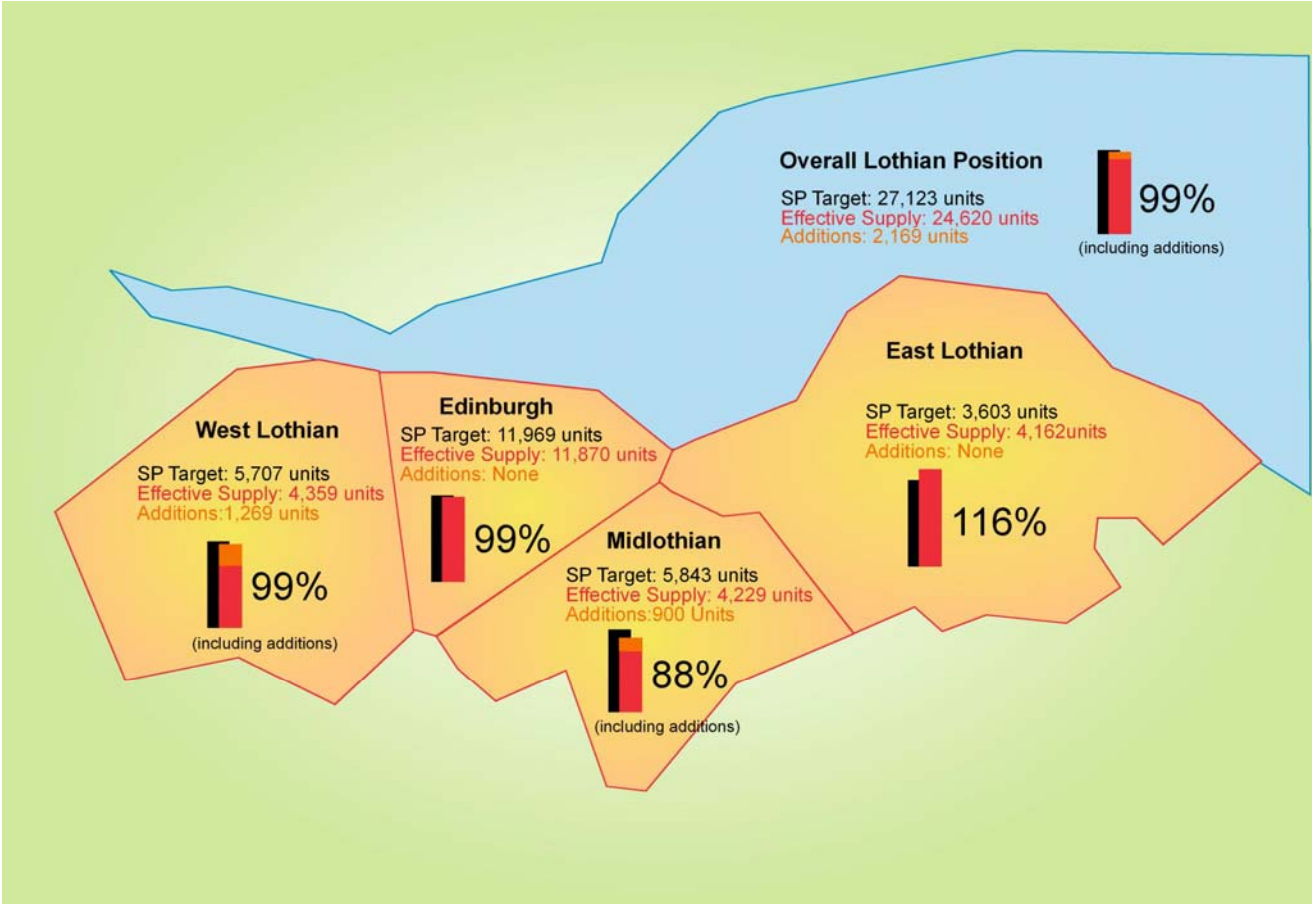 Overall Lothian Position
SP Target: 27,123 units
Effective Supply: 24,620 units
Additions: 2,169 units
99%
(including additions)
East Lothian
SP Target: 3,603 units
Effective Supply: 4,162units
Additions: None
116%
Edinburgh
SP Target: 11,969 units
Effective Supply: 11,870 units
Additions: None
99%
West Lothian
SP Target: 5,707 units
Effective Supply: 4,359 units
Additions:1,269 units
99%
(including additions)
Midlothian
SP Target: 5,843 units
Effective Supply: 4,229 units
Additions:900 Units
88%
(including additions)